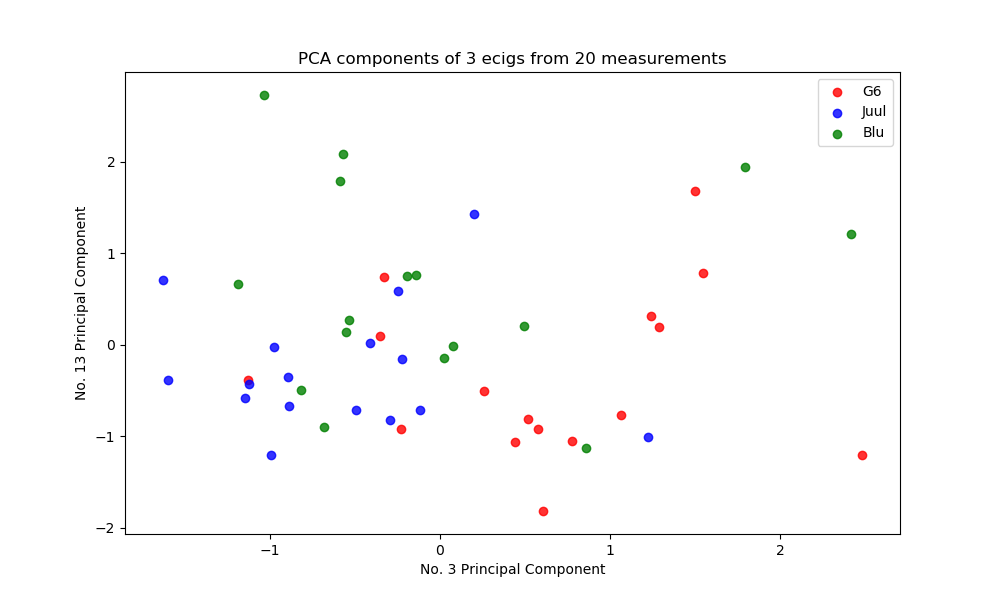 PCA components of 3 ecigs from 20 measurements
G6
Juul
Blu
No. 13 Principal Component
2
1
0
−1
−2
−1
0
1
2
No. 3 Principal Component